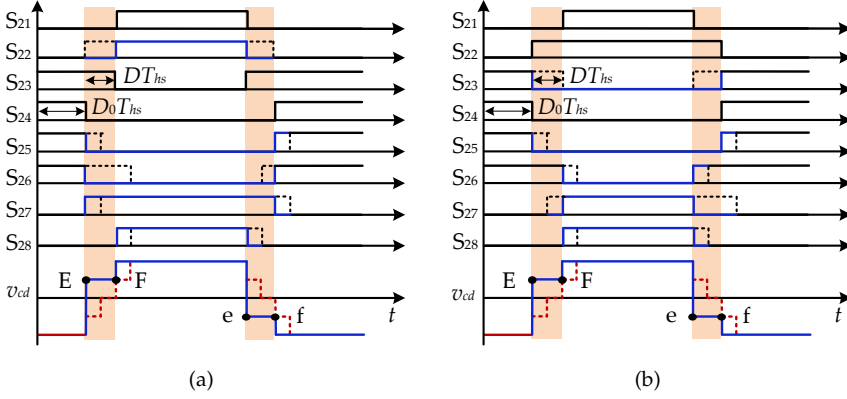 S21
S22
S23
DThs
S24
D0Ths
S25
S26
S27
S28
E
F
vcd
e
f
t
(a)
S21
S22
S23
DThs
S24
D0Ths
S25
S26
S27
S28
E
F
vcd
e
f
t
(b)